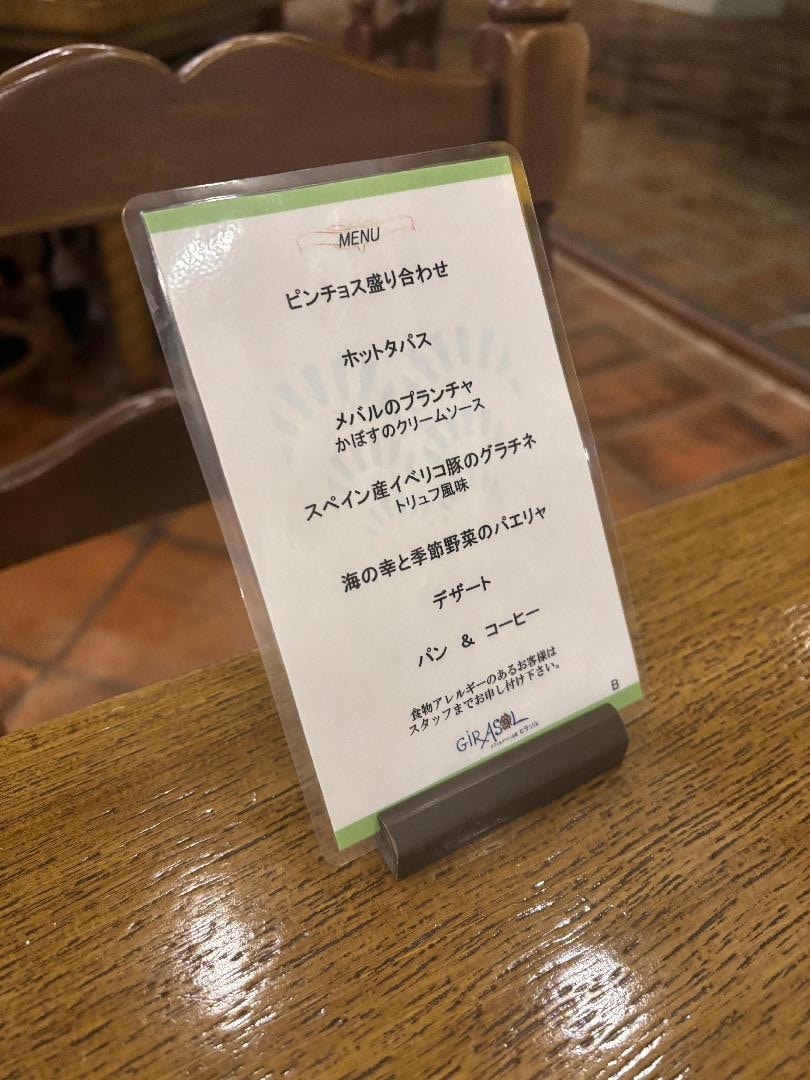 MENU
ピンチョス盛り合わせ
ホットタパス
メバルのプランチャ
かぼすのクリームソース
スペイン産イベリコ豚のグラチネ
トリュフ風味
海の幸と季節野菜のパエリャ
デザート
パン & コーヒー
食物アレルギーのあるお客様は
スタッフまでお申し付け下さい。
B
GiRASOL
ヒラソル